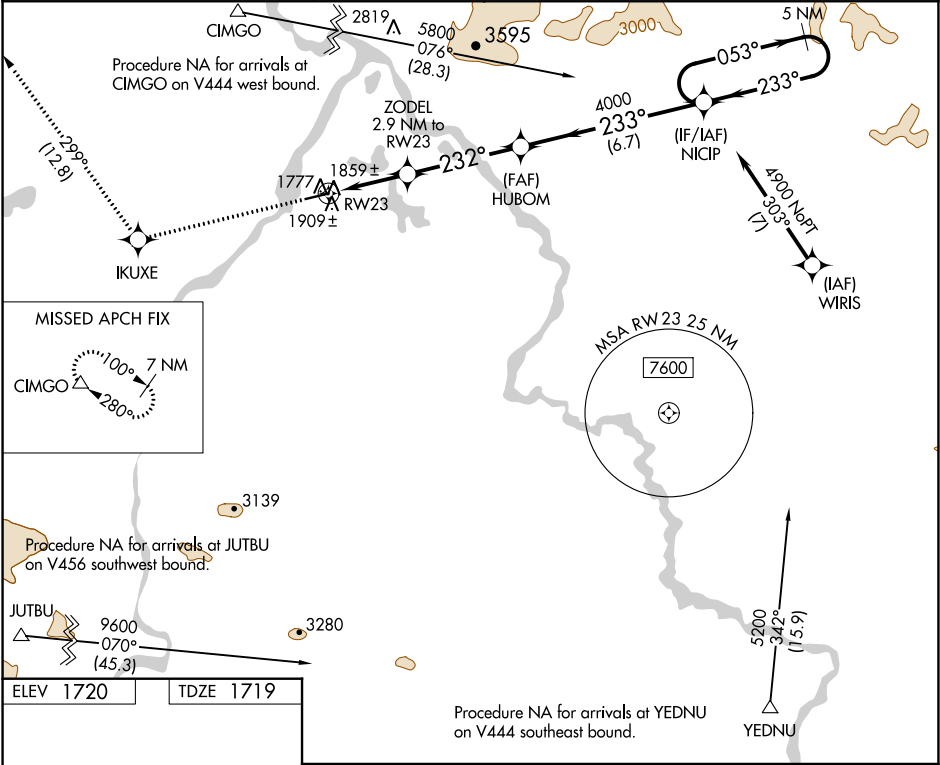 CIMGO
2819
5800
076°
(28.3)
3595
3000
5 NM
Procedure NA for arrivals at
CIMGO on V444 west bound.
053°
233°
ZODEL
2.9 NM to
RW23
4000
233°
(6.7)
(IF/IAF)
NICIP
232°
(FAF)
HUBOM
299°
(12.8)
1777
1859±
RW23
1909±
4900 NoPT
303°
(7)
IKUXE
(IAF)
WIRIS
MISSED APCH FIX
CIMGO
100°
7 NM
280°
MSA RW23 25 NM
7600
3139
Procedure NA for arrivals at JUTBU
on V456 southwest bound.
JUTBU
9600
070°
(45.3)
3280
5200
342°
(15.9)
ELEV 1720
TDZE 1719
Procedure NA for arrivals at YEDNU
on V444 southeast bound.
YEDNU